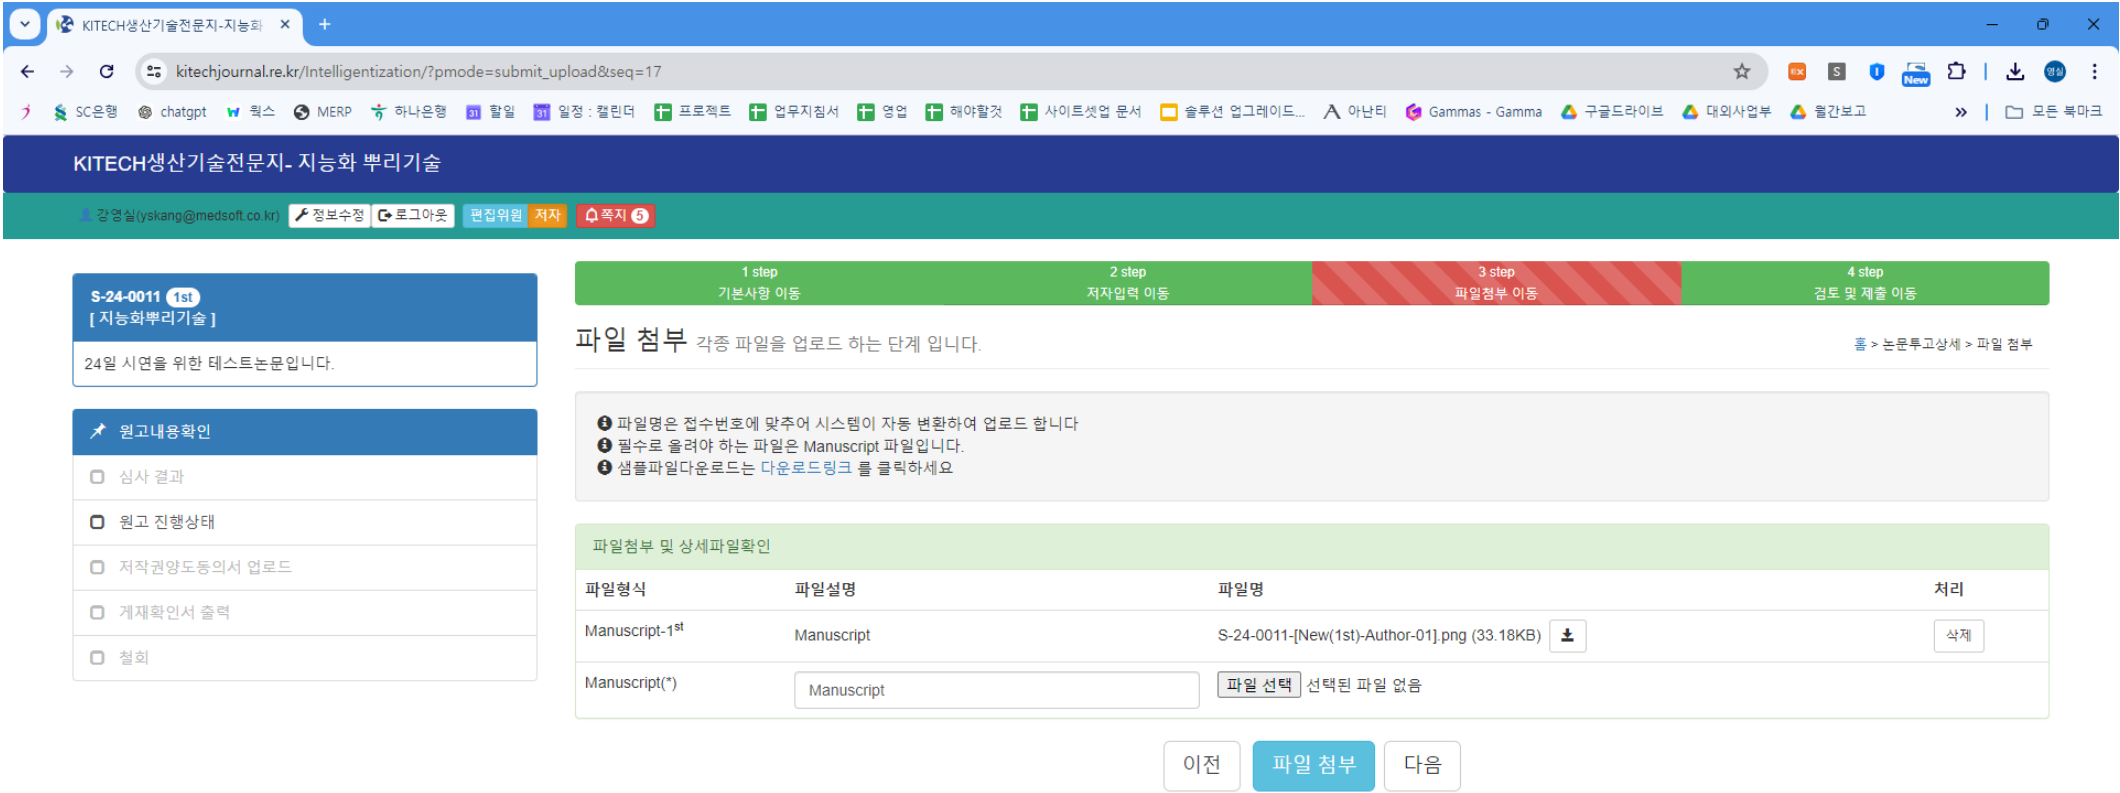 KITECH생산기술전문지-지능화
kitechjournal.re.kr/Intelligentization/?pmode=submit_upload&seq=17
New
영실
SC은행 chatgpt 웍스 MERP 하나은행 31 할일 31 일정 : 캘린더 프로젝트 업무지침서 영업 해야할것 사이트셋업 문서 솔루션 업그레이드... 아난티 Gammas - Gamma 구글드라이브 대외사업부 월간보고 » 모든 북마크
KITECH생산기술전문지- 지능화 뿌리기술
강영실(yskang@medsoft.co.kr) 정보수정 로그아웃 편집위원 저자 쪽지 5
S-24-0011 1st
[ 지능화뿌리기술 ]
24일 시연을 위한 테스트논문입니다.
원고내용확인
심사 결과
원고 진행상태
저작권양도동의서 업로드
게재확인서 출력
철회
1 step
기본사항 이동
2 step
저자입력 이동
3 step
파일첨부 이동
4 step
검토 및 제출 이동
파일 첨부 각종 파일을 업로드 하는 단계 입니다.
홈 > 논문투고상세 > 파일 첨부
파일명은 접수번호에 맞추어 시스템이 자동 변환하여 업로드 합니다
필수로 올려야 하는 파일은 Manuscript 파일입니다.
샘플파일다운로드는 다운로드링크 를 클릭하세요
파일첨부 및 상세파일확인
파일형식 파일설명 파일명 처리
Manuscript-1st Manuscript S-24-0011-[New(1st)-Author-01].png (33.18KB) 삭제
Manuscript(*) Manuscript 파일 선택 선택된 파일 없음
이전 파일 첨부 다음